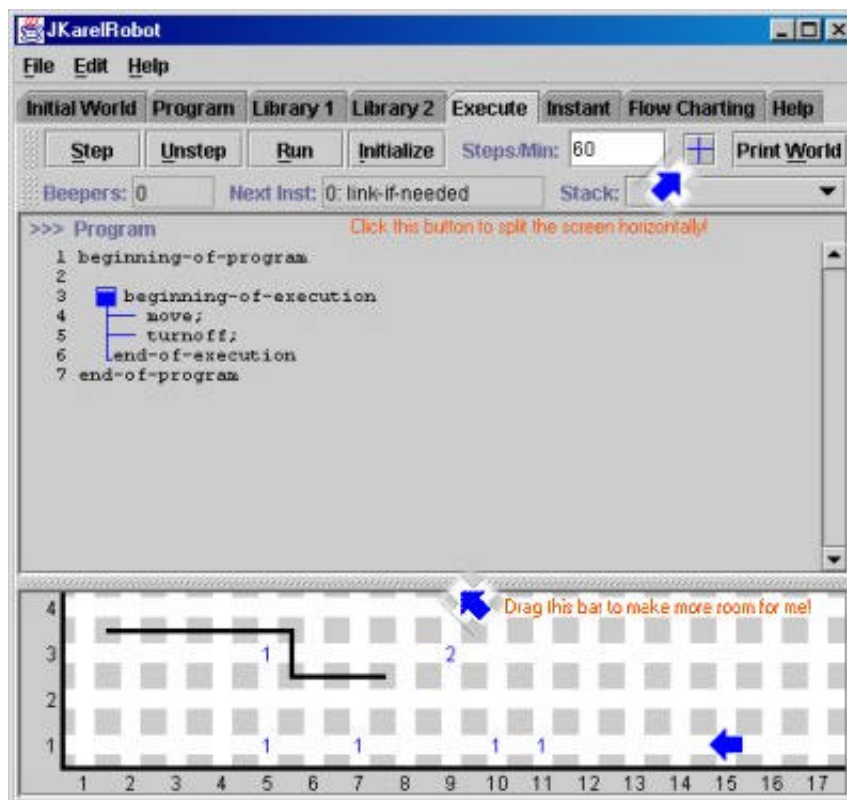 JKarelRobot
File Edit Help
Initial World Program Library 1 Library 2 Execute Instant Flow Charting Help
Step Unstep Run Initialize Steps/Min: 60 Print World
Beepers: 0 Next Inst: 0: link-if-needed Stack:
>>> Program Click this button to split the screen horizontally!
1 beginning-of-program
2
3 beginning-of-execution
4 move;
5 turnoff;
6 end-of-execution
7 end-of-program
Drag this bar to make more room for me!
4
3 1 2
2
1 1 1 1 1
1 2 3 4 5 6 7 8 9 10 11 12 13 14 15 16 17